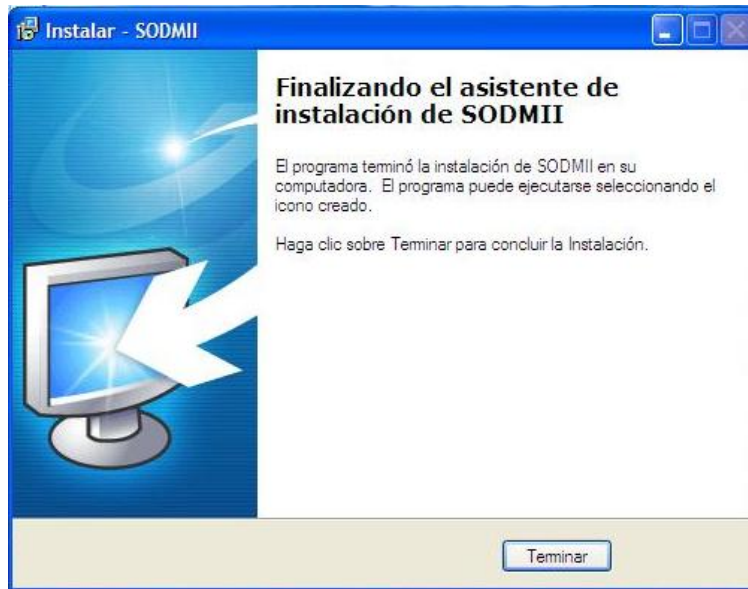 Instalar - SODMII
Finalizando el asistente de
instalación de SODMII
El programa terminó la instalación de SODMII en su
computadora. El programa puede ejecutarse seleccionando el
icono creado.
Haga clic sobre Terminar para concluir la Instalación.
Terminar